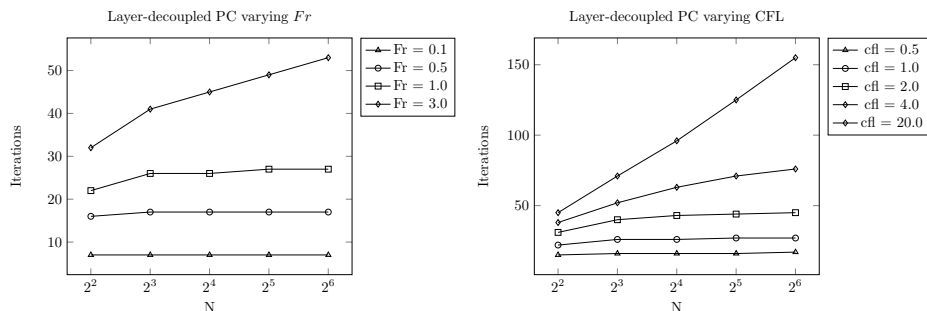 Layer-decoupled PC varying Fr
Iterations
50
40
30
20
10
2^2 2^3 2^4 2^5 2^6
N
Fr = 0.1
Fr = 0.5
Fr = 1.0
Fr = 3.0
Layer-decoupled PC varying CFL
Iterations
150
100
50
2^2 2^3 2^4 2^5 2^6
N
cfl = 0.5
cfl = 1.0
cfl = 2.0
cfl = 4.0
cfl = 20.0